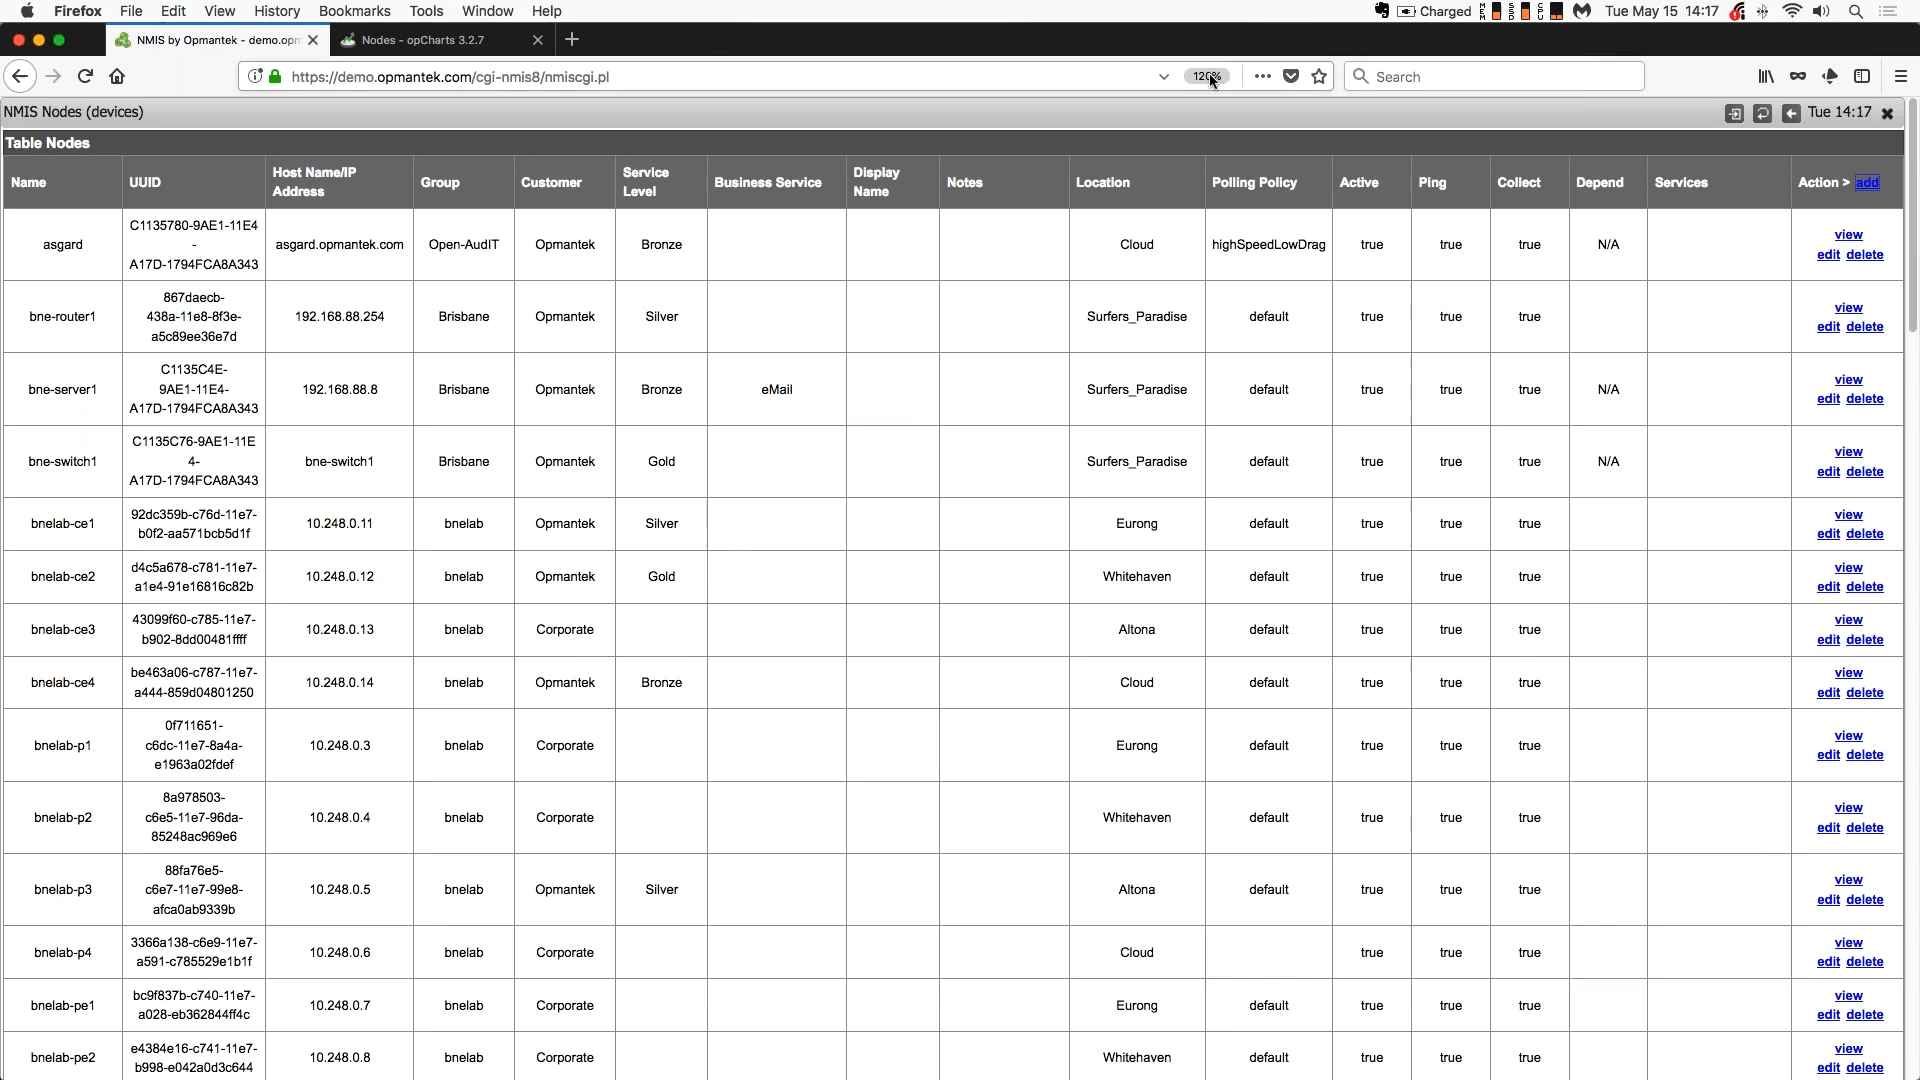 Firefox File Edit View History Bookmarks Tools Window Help Charged MEM SSD CPU Tue May 15 14:17
NMIS by Opmantek - demo.opm Nodes - opCharts 3.2.7
https://demo.opmantek.com/cgi-nmis8/nmiscgi.pl 120% Search
NMIS Nodes (devices) Tue 14:17
Table Nodes
Name UUID Host Name/IP Address Group Customer Service Level Business Service Display Name Notes Location Polling Policy Active Ping Collect Depend Services Action > add
asgard C1135780-9AE1-11E4-A17D-1794FCA8A343 asgard.opmantek.com Open-AudIT Opmantek Bronze Cloud highSpeedLowDrag true true true N/A view edit delete
bne-router1 867daecb-438a-11e8-8f3e-a5c89ee36e7d 192.168.88.254 Brisbane Opmantek Silver Surfers_Paradise default true true true view edit delete
bne-server1 C1135C4E-9AE1-11E4-A17D-1794FCA8A343 192.168.88.8 Brisbane Opmantek Bronze eMail Surfers_Paradise default true true true N/A view edit delete
bne-switch1 C1135C76-9AE1-11E4-A17D-1794FCA8A343 bne-switch1 Brisbane Opmantek Gold Surfers_Paradise default true true true N/A view edit delete
bnelab-ce1 92dc359b-c76d-11e7-b0f2-aa571bcb5d1f 10.248.0.11 bnelab Opmantek Silver Eurong default true true true view edit delete
bnelab-ce2 d4c5a678-c781-11e7-a1e4-91e16816c82b 10.248.0.12 bnelab Opmantek Gold Whitehaven default true true true view edit delete
bnelab-ce3 43099f60-c785-11e7-b902-8dd00481ffff 10.248.0.13 bnelab Corporate Altona default true true true view edit delete
bnelab-ce4 be463a06-c787-11e7-a444-859d04801250 10.248.0.14 bnelab Opmantek Bronze Cloud default true true true view edit delete
bnelab-p1 0f711651-c6dc-11e7-8a4a-e1963a02fdef 10.248.0.3 bnelab Corporate Eurong default true true true view edit delete
bnelab-p2 8a978503-c6e5-11e7-96da-85248ac969e6 10.248.0.4 bnelab Corporate Whitehaven default true true true view edit delete
bnelab-p3 88fa76e5-c6e7-11e7-99e8-afca0ab9339b 10.248.0.5 bnelab Opmantek Silver Altona default true true true view edit delete
bnelab-p4 3366a138-c6e9-11e7-a591-c785529e1b1f 10.248.0.6 bnelab Corporate Cloud true true true view edit delete
bnelab-pe1 bc9f837b-c740-11e7-a028-eb362844ff4c 10.248.0.7 bnelab Corporate Eurong default true true true view edit delete
bnelab-pe2 e4384e16-c741-11e7-b998-e042a0d3c644 10.248.0.8 bnelab Corporate Whitehaven default true true true view edit delete